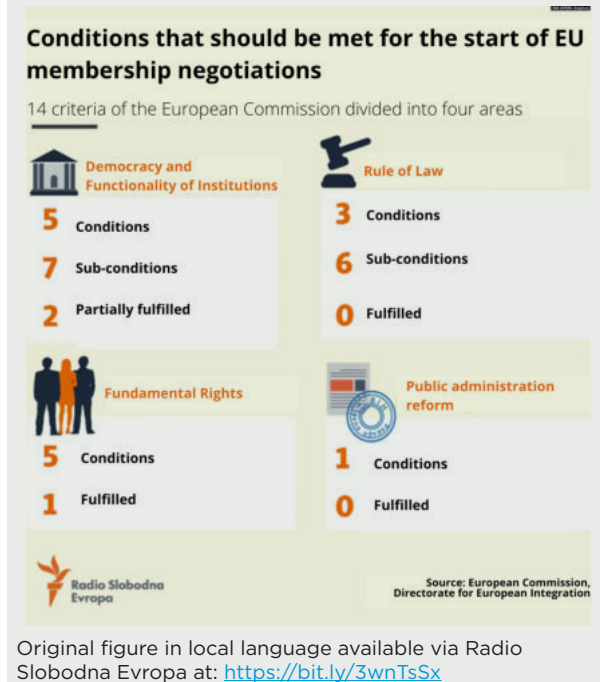 Conditions that should be met for the start of EU
membership negotiations
14 criteria of the European Commission divided into four areas
Democracy and
Functionality of Institutions
5 Conditions
7 Sub-conditions
2 Partially fulfilled
Rule of Law
3 Conditions
6 Sub-conditions
0 Fulfilled
Fundamental Rights
5 Conditions
1 Fulfilled
Public administration
reform
1 Conditions
0 Fulfilled
Radio Slobodna
Evropa
Source: European Commission,
Directorate for European Integration
Original figure in local language available via Radio
Slobodna Evropa at: https://bit.ly/3wnTsSx